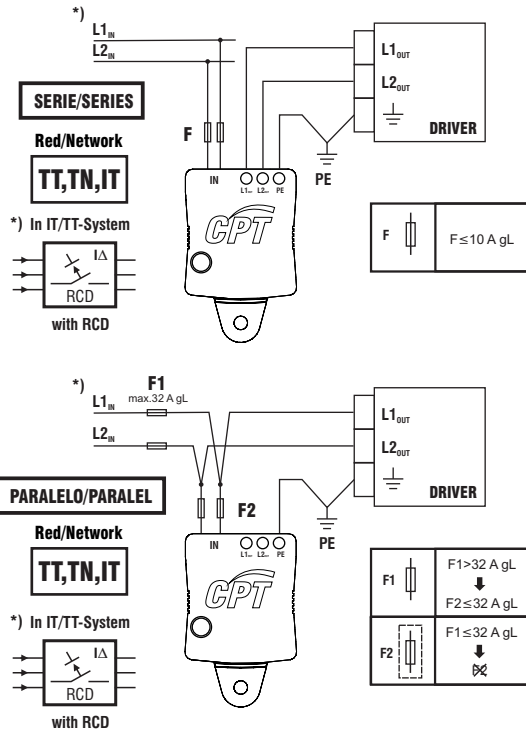 *)
L1IN
L2IN
SERIE/SERIES
Red/Network
TT,TN,IT
*) In IT/TT-System
I∆
RCD
with RCD
F
IN
L1OUT L2OUT PE
CPT
L1OUT
L2OUT
DRIVER
PE
F F≤10 A gL
*)
L1IN
F1
max.32 A gL
L2IN
PARALELO/PARALEL
Red/Network
TT,TN,IT
*) In IT/TT-System
I∆
RCD
with RCD
F2
IN
L1OUT L2OUT PE
CPT
L1OUT
L2OUT
DRIVER
PE
F1 F1>32 A gL
F2≤32 A gL
F2 F1≤32 A gL